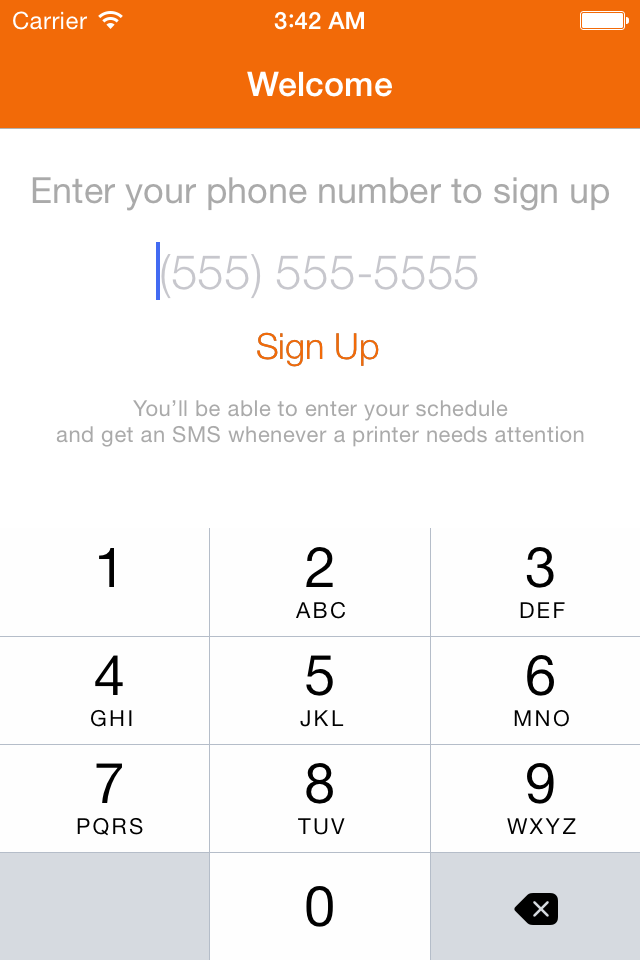 Carrier 3:42 AM
Welcome
Enter your phone number to sign up
(555) 555-5555
Sign Up
You’ll be able to enter your schedule
and get an SMS whenever a printer needs attention
1 2 3
ABC DEF
4 5 6
GHI JKL MNO
7 8 9
PQRS TUV WXYZ
0